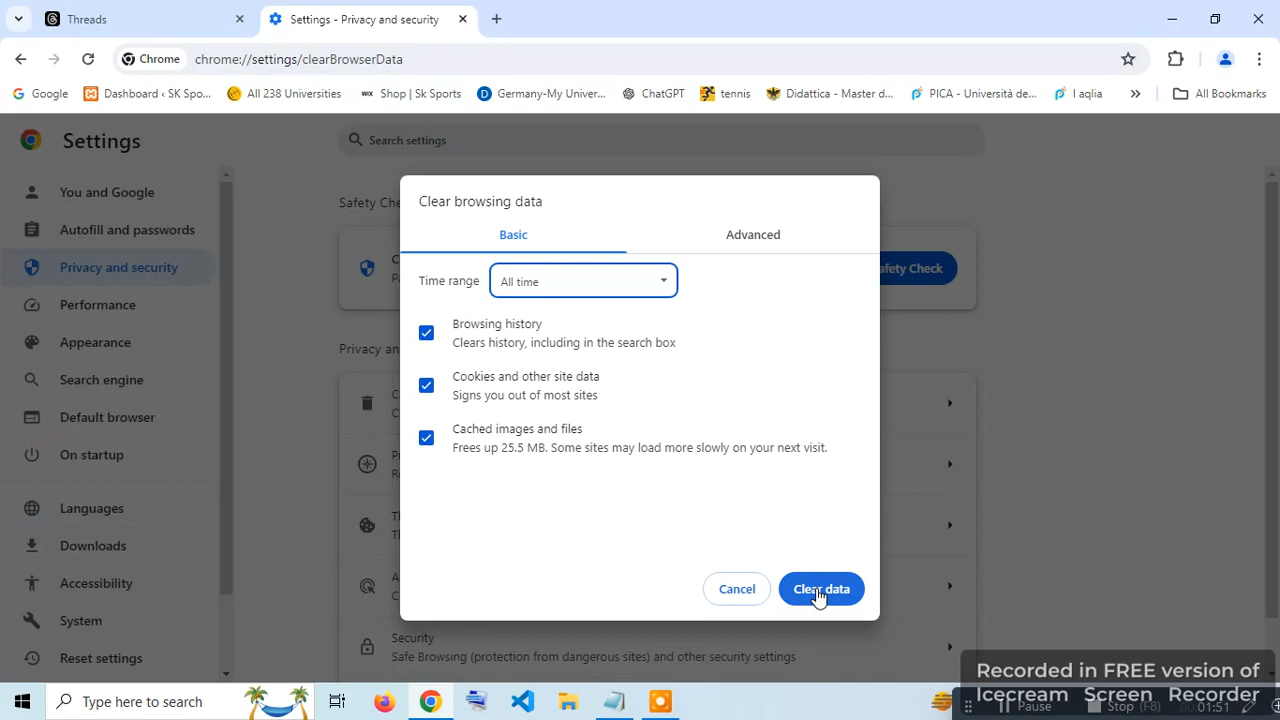 Threads
Settings - Privacy and security
Chrome
chrome://settings/clearBrowserData
Google
Dashboard ‹ SK Spo...
All 238 Universities
WIX
Shop | Sk Sports
Germany-My Univer...
ChatGPT
tennis
Didattica - Master d...
PICA - Università de...
I aqlia
All Bookmarks
Settings
Search settings
You and Google
Autofill and passwords
Privacy and security
Performance
Appearance
Search engine
Default browser
On startup
Languages
Downloads
Accessibility
System
Reset settings
Safety Che
afety Check
Privacy an
Clear browsing data
Basic
Advanced
Time range
All time
Browsing history
Clears history, including in the search box
Cookies and other site data
Signs you out of most sites
Cached images and files
Frees up 25.5 MB. Some sites may load more slowly on your next visit.
Cancel
Clear data
Security
Safe Browsing (protection from dangerous sites) and other security settings
Recorded in FREE version of
Icecream Screen Recorder
Pause
Stop (F8)
00:01:51
Type here to search